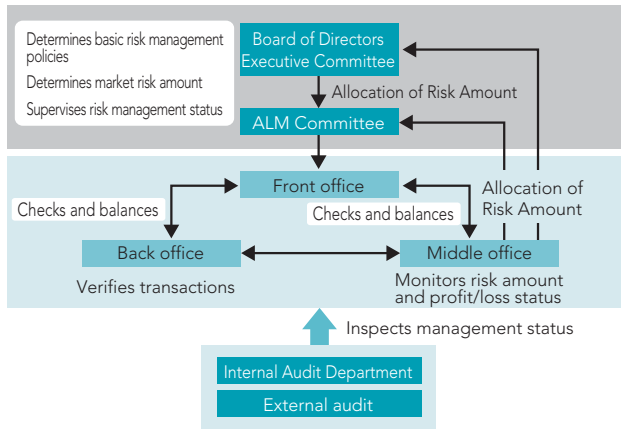 Determines basic risk management
policies
Determines market risk amount
Supervises risk management status
Board of Directors
Executive Committee
Allocation of Risk Amount
ALM Committee
Front office
Allocation of
Risk Amount
Checks and balances
Checks and balances
Back office
Middle office
Verifies transactions
Monitors risk amount
and profit/loss status
Inspects management status
Internal Audit Department
External audit